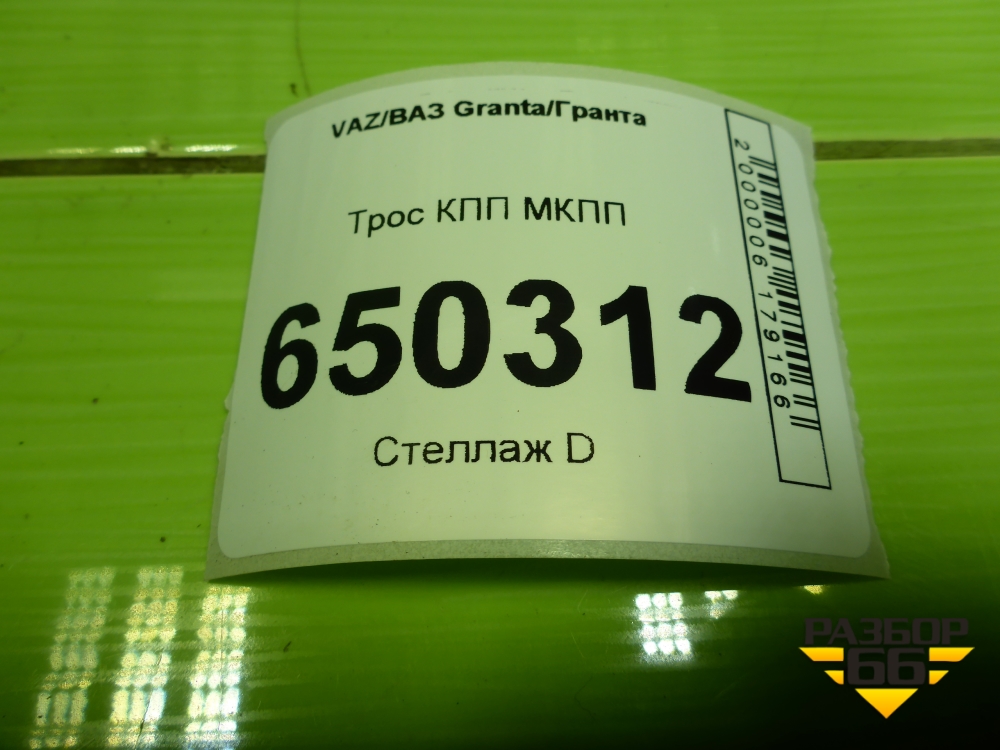 VAZ/ВАЗ Granta/Гранта
Трос КПП МКПП
650312
Стеллаж D
2000006179166
РАЗБОР
66